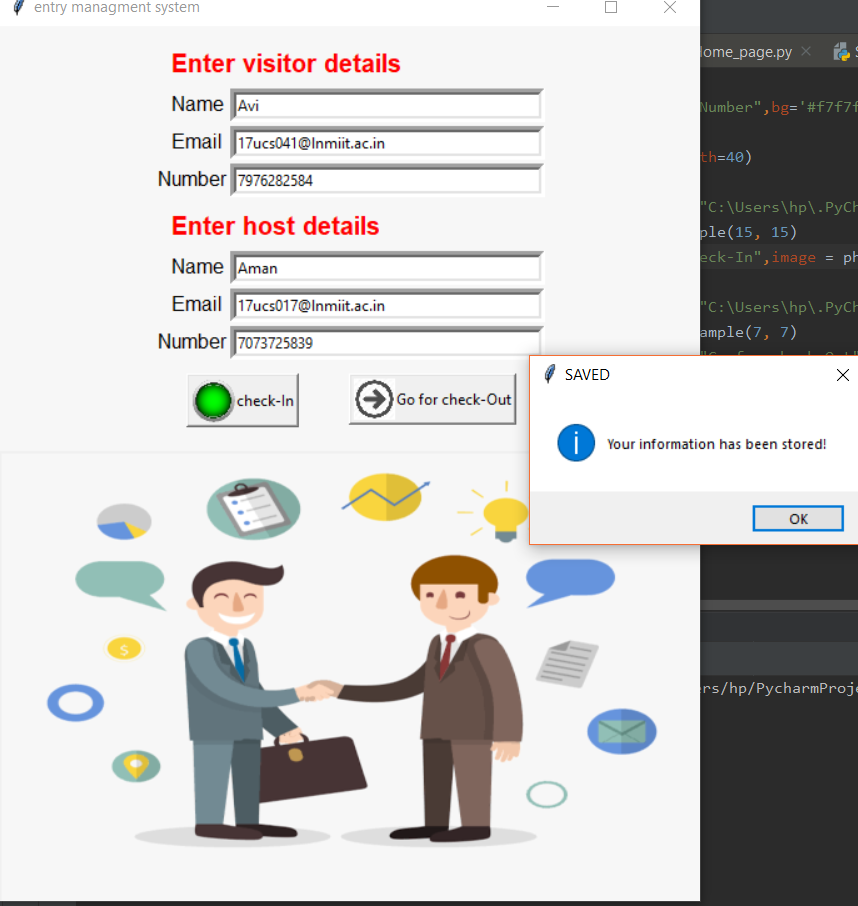 entry managment system
Enter visitor details
Name Avi
Email 17ucs041@lnmiit.ac.in
Number 7976282584
Enter host details
Name Aman
Email 17ucs017@lnmiit.ac.in
Number 7073725839
check-In Go for check-Out
SAVED
Your information has been stored!
OK
$
ome_page.py
Number",bg='#f7f7f
th=40)
"C:\Users\hp\.PyCh
ple(15, 15)
eck-In",image = ph
"C:\Users\hp\.PyCh
ample(7, 7)
ers/hp/PycharmProje